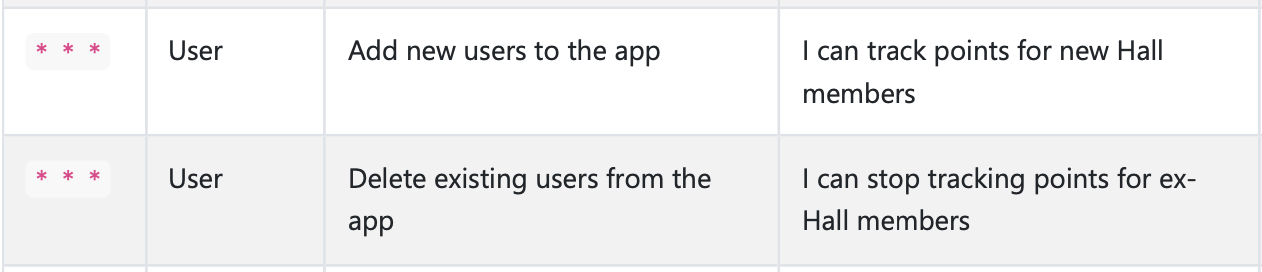 * * *
User
Add new users to the app
I can track points for new Hall
members
* * *
User
Delete existing users from the
app
I can stop tracking points for ex-
Hall members